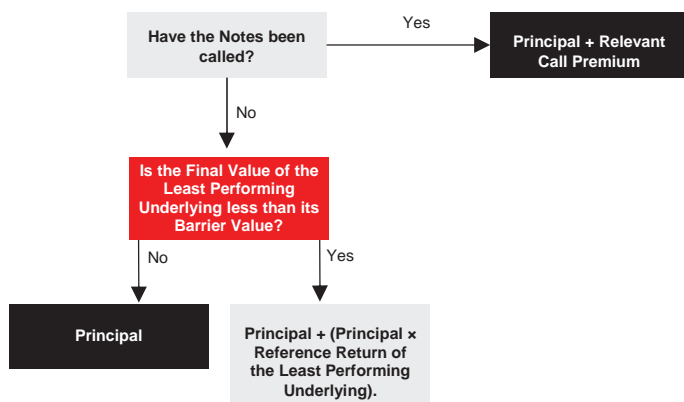 Have the Notes been
called?
Yes
Principal + Relevant
Call Premium
No
Is the Final Value of the
Least Performing
Underlying less than its
Barrier Value?
No
Yes
Principal
Principal + (Principal ×
Reference Return of
the Least Performing
Underlying).